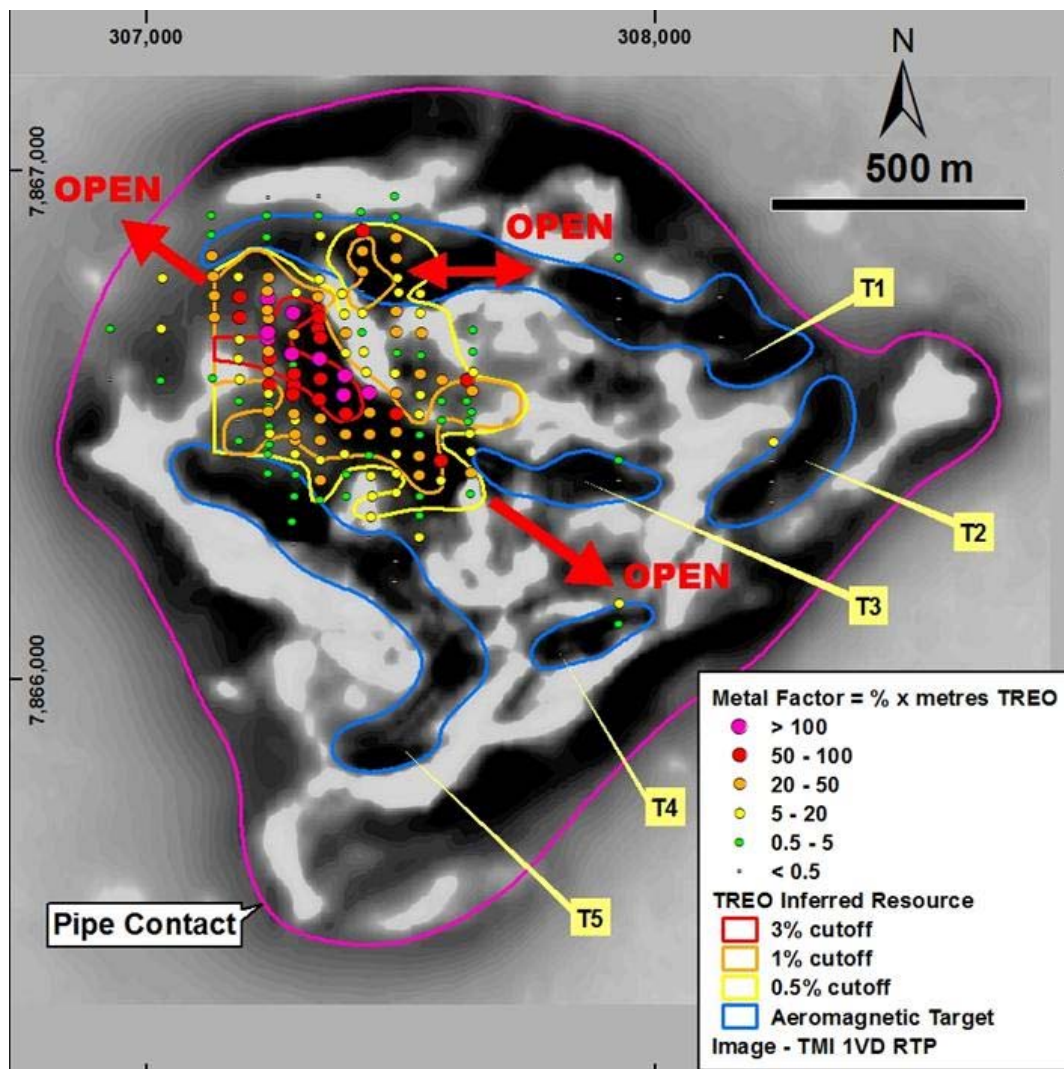 307,000
308,000
N
500 m
7,867,000
OPEN
OPEN
T1
T2
T3
OPEN
7,866,000
T4
T5
Pipe Contact
Metal Factor = % x metres TREO
> 100
50 - 100
20 - 50
5 - 20
0.5 - 5
< 0.5
TREO Inferred Resource
3% cutoff
1% cutoff
0.5% cutoff
Aeromagnetic Target
Image - TMI 1VD RTP